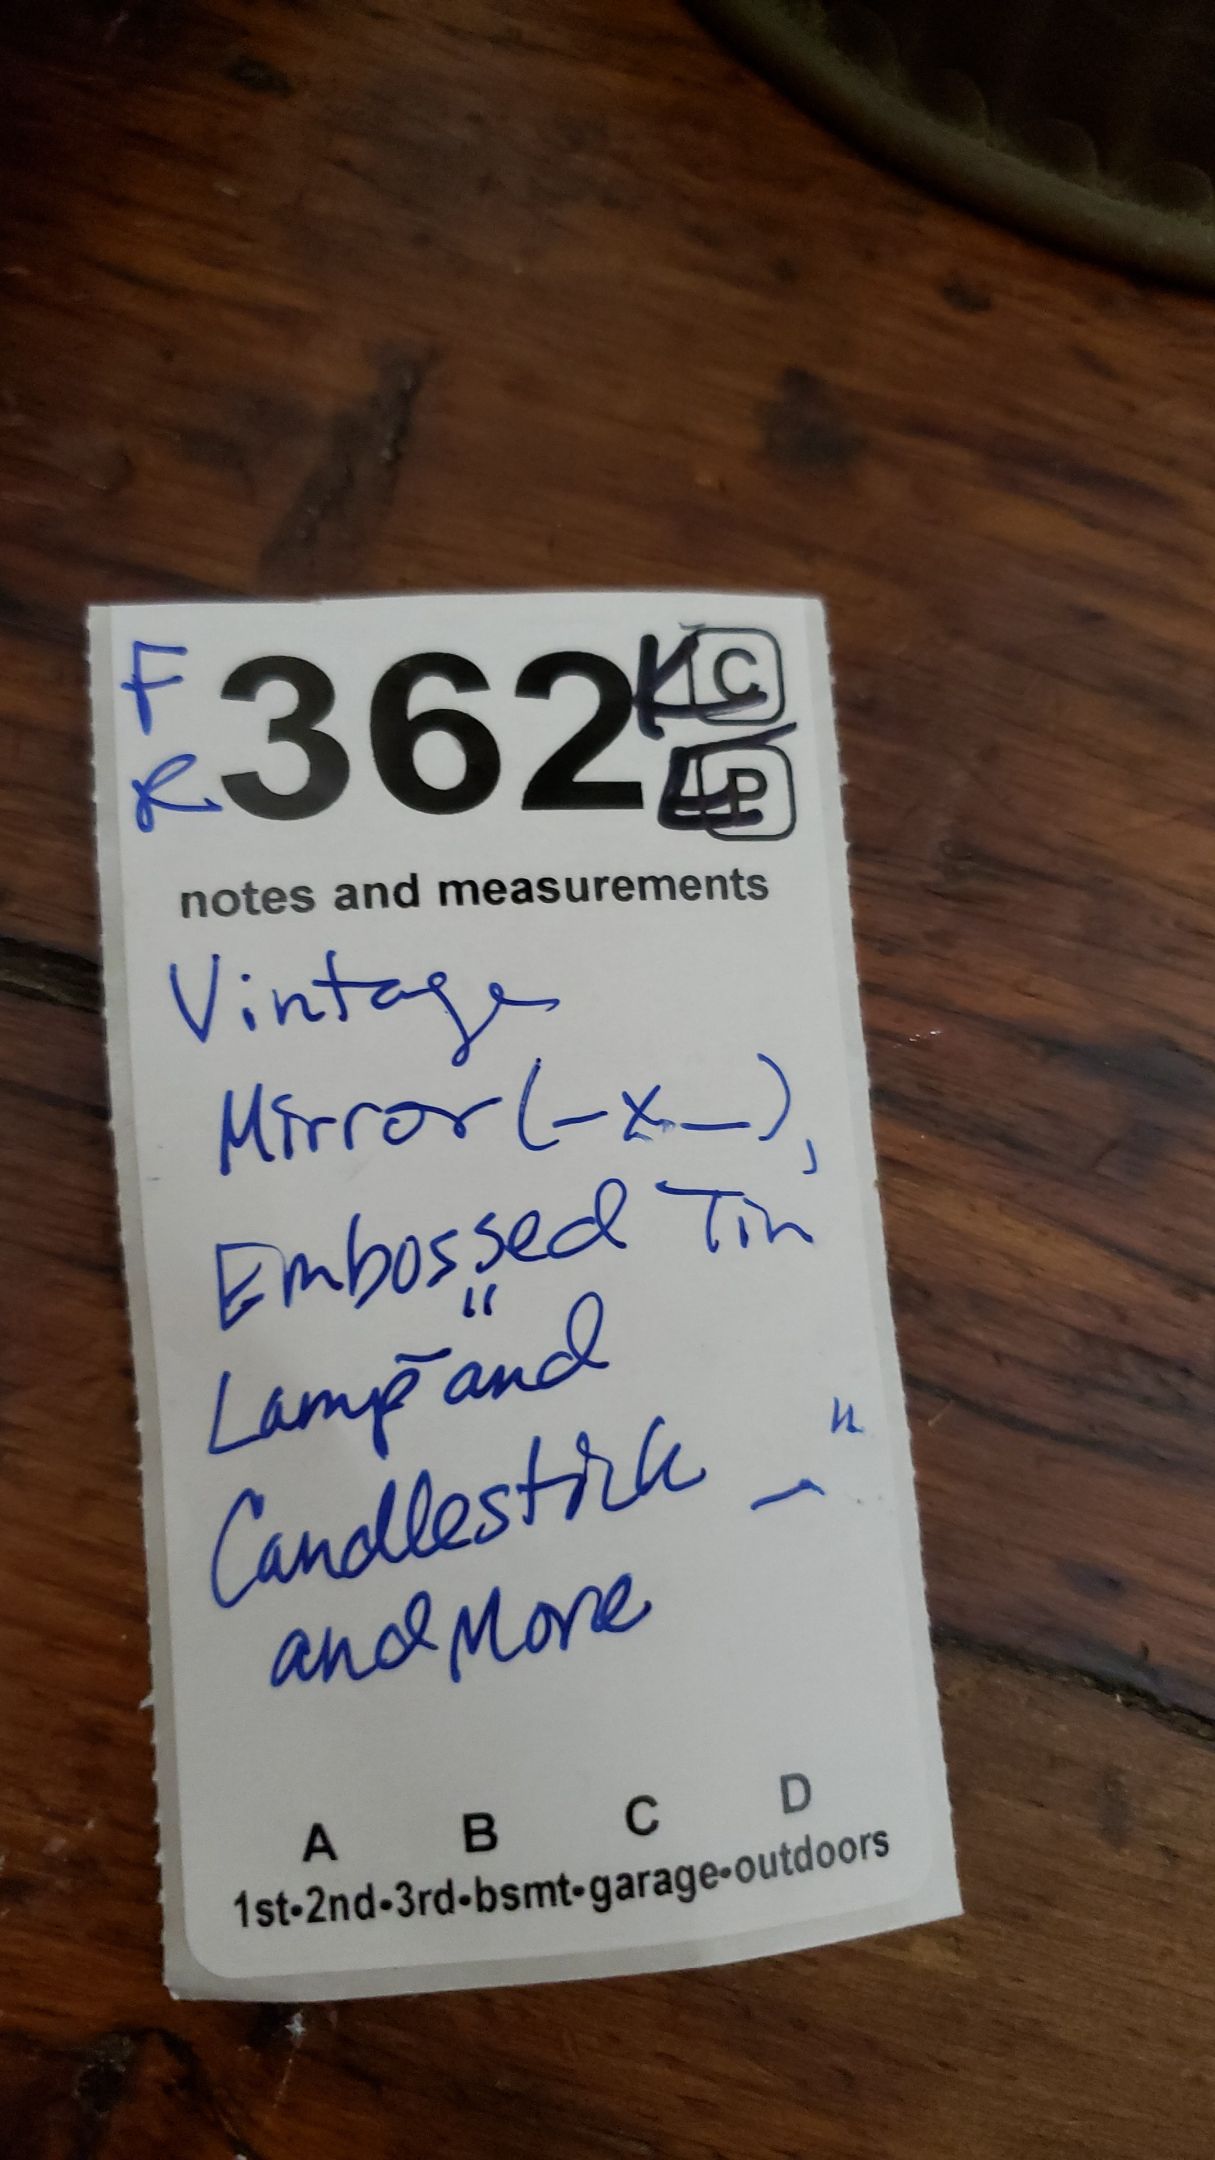 F 362 K C
R L P
notes and measurements
Vintage
Mirror (_x_),
Embossed Tin
"
Lamp _ and
Candlestick _"
and More
A B C D
1st•2nd•3rd•bsmt•garage•outdoors